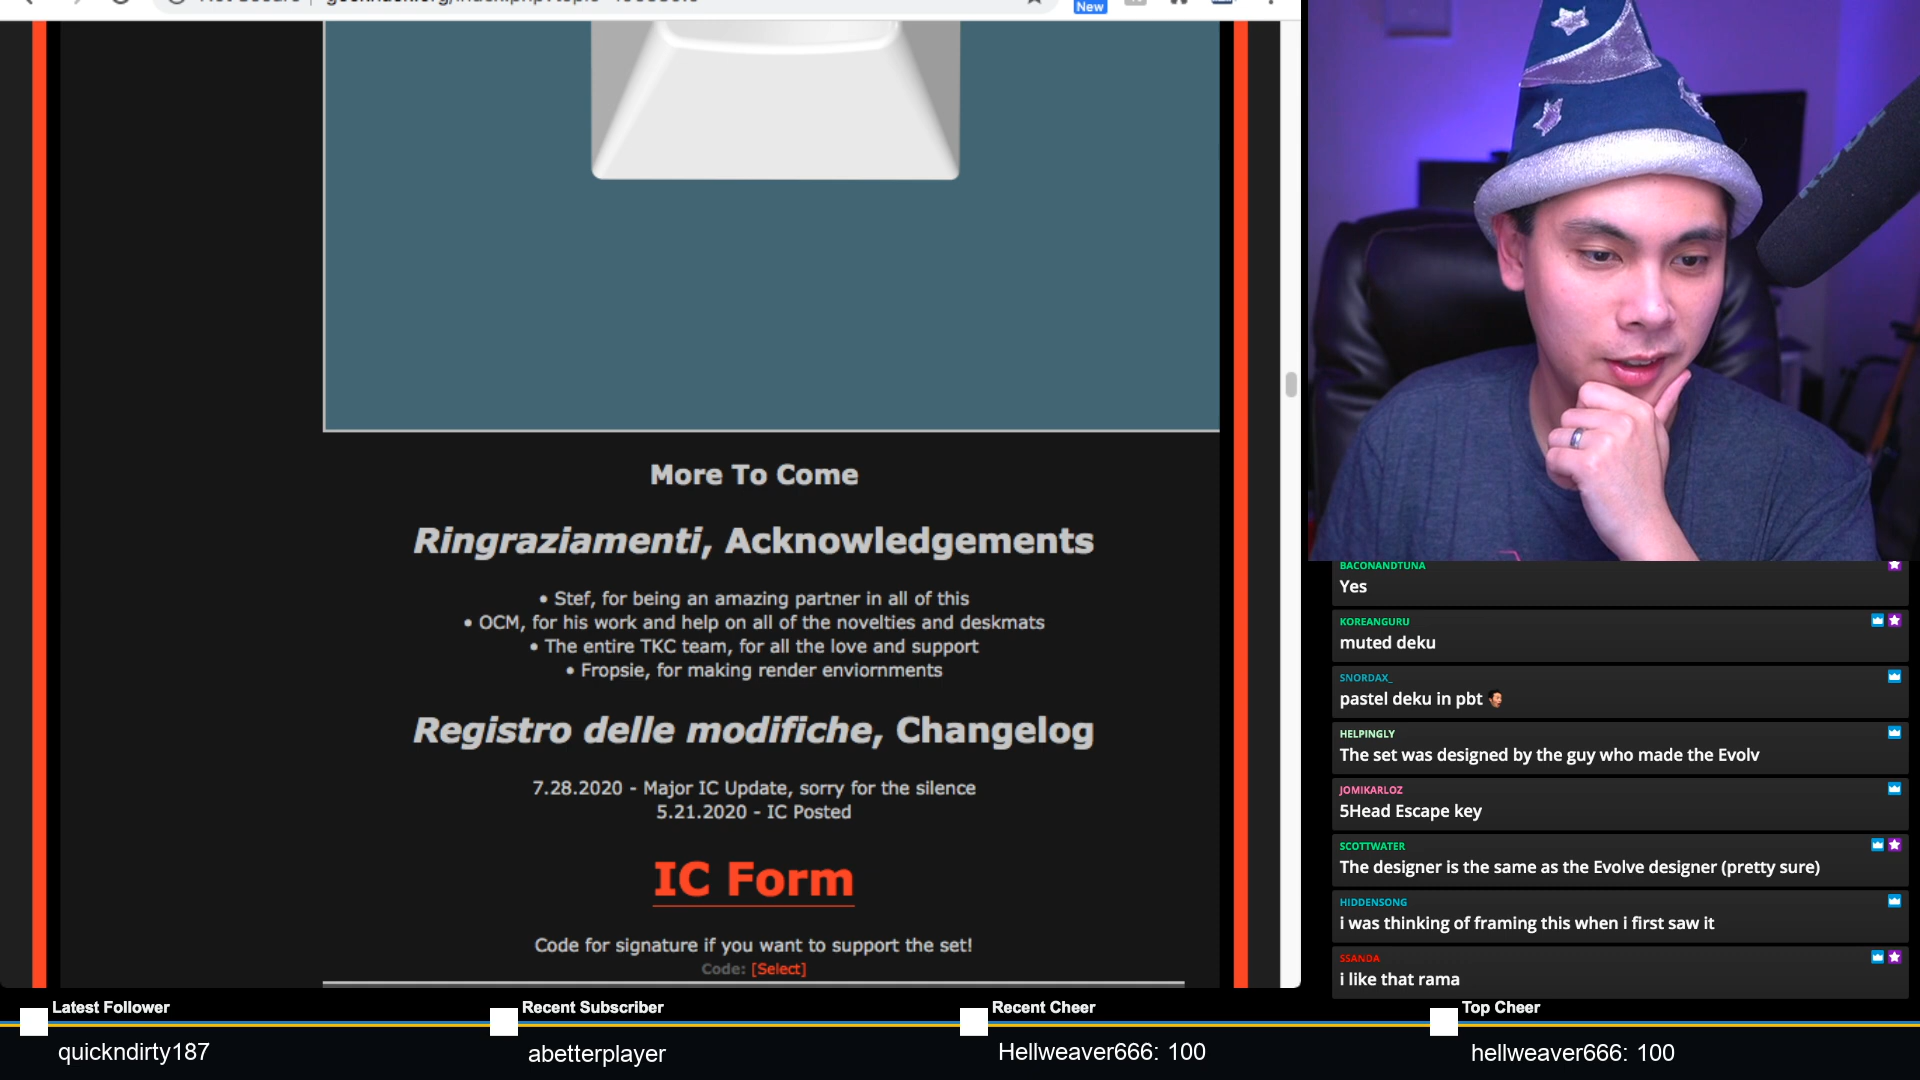 New
More To Come
Ringraziamenti, Acknowledgements
• Stef, for being an amazing partner in all of this
• OCM, for his work and help on all of the novelties and deskmats
• The entire TKC team, for all the love and support
• Fropsie, for making render enviornments
Registro delle modifiche, Changelog
7.28.2020 - Major IC Update, sorry for the silence
5.21.2020 - IC Posted
IC Form
Code for signature if you want to support the set!
Code: [Select]
BACONANDTUNA
Yes
KOREANGURU
muted deku
SNORDAX_
pastel deku in pbt
HELPINGLY
The set was designed by the guy who made the Evolv
JOMIKARLOZ
5Head Escape key
SCOTTWATER
The designer is the same as the Evolve designer (pretty sure)
HIDDENSONG
i was thinking of framing this when i first saw it
SSANDA
i like that rama
Latest Follower
quickndirty187
Recent Subscriber
abetterplayer
Recent Cheer
Hellweaver666: 100
Top Cheer
hellweaver666: 100